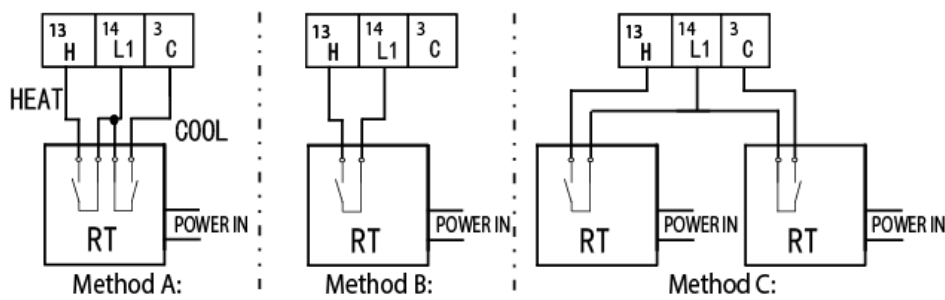 13 14 3
H L1 C
HEAT
COOL
POWER IN
RT
Method A:
13 14 3
H L1 C
POWER IN
RT
Method B:
13 14 3
H L1 C
POWER IN
RT
POWER IN
RT
Method C: